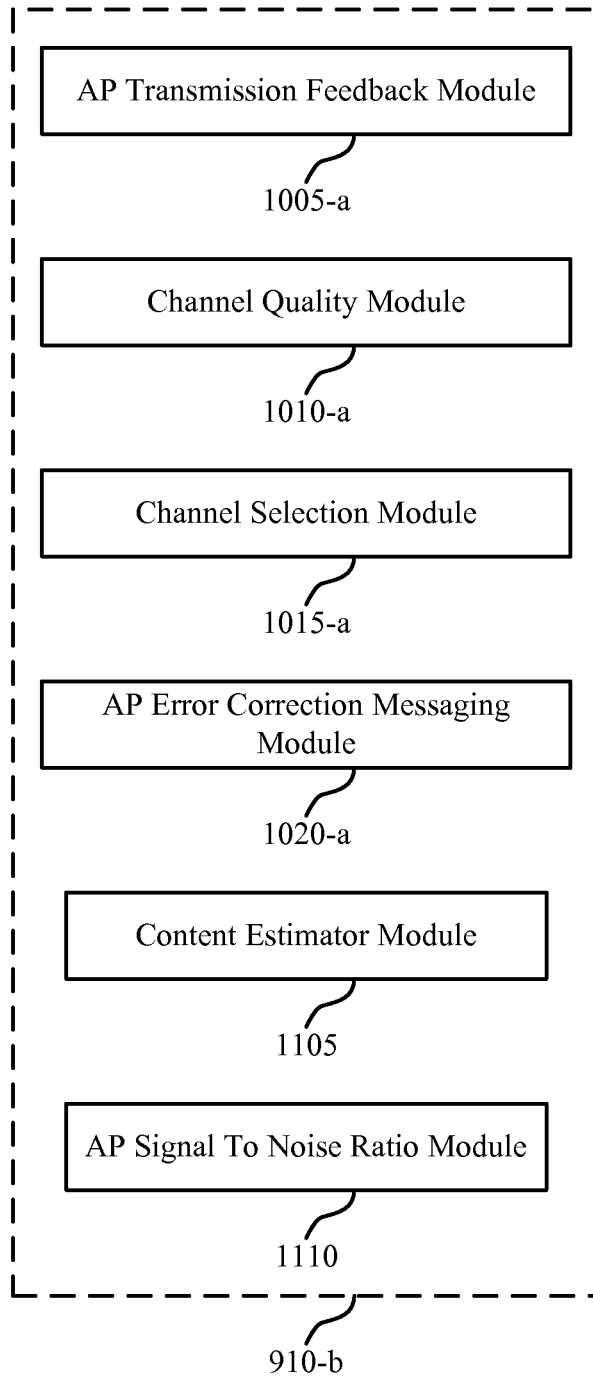 AP Transmission Feedback Module
1005-a
Channel Quality Module
1010-a
Channel Selection Module
1015-a
AP Error Correction Messaging
Module
1020-a
Content Estimator Module
1105
AP Signal To Noise Ratio Module
1110
910-b